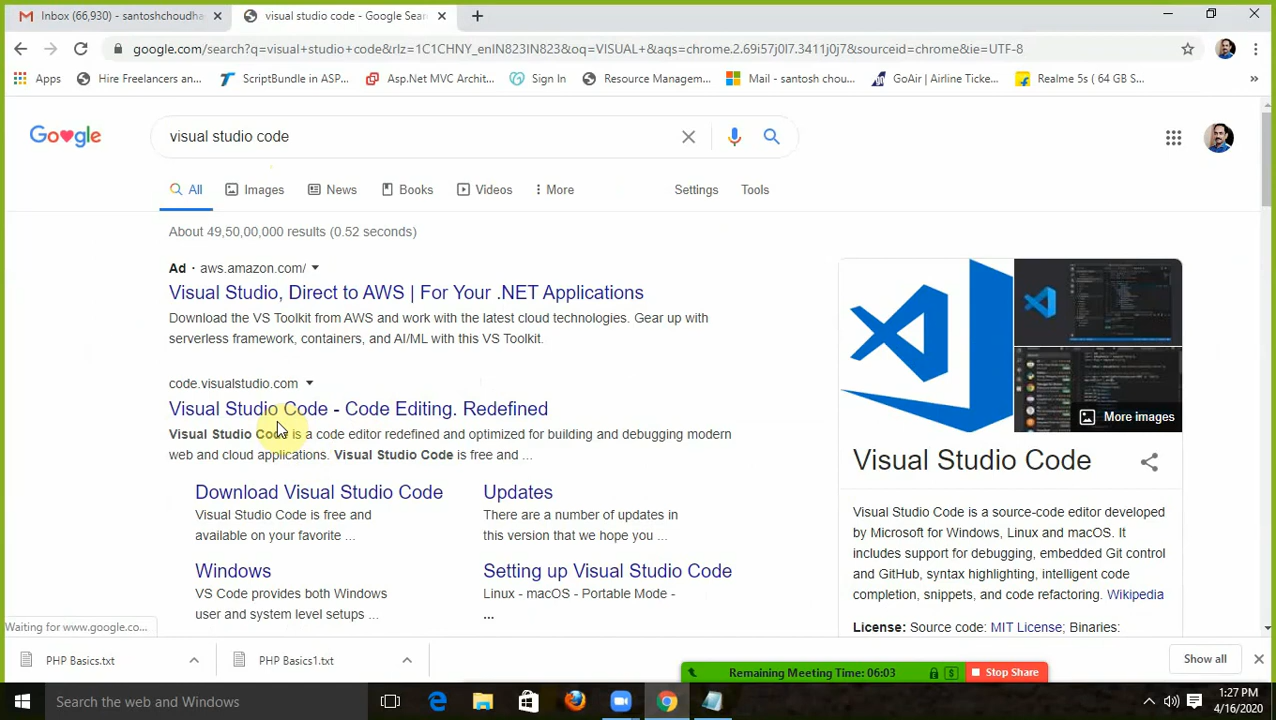 Inbox (66,930) - santoshchoudha
visual studio code - Google Sear
google.com/search?q=visual+studio+code&rlz=1C1CHNY_enIN823IN823&oq=VISUAL+&aqs=chrome.2.69i57j0l7.3411j0j7&sourceid=chrome&ie=UTF-8
Apps
Hire Freelancers an...
ScriptBundle in ASP...
Asp.Net MVC Archit...
Sign In
Resource Managem...
Mail - santosh chou...
GoAir | Airline Ticke...
Realme 5s ( 64 GB S...
Google
visual studio code
All
Images
News
Books
Videos
More
Settings
Tools
About 49,50,00,000 results (0.52 seconds)
Ad · aws.amazon.com/
Visual Studio, Direct to AWS | For Your .NET Applications
Download the VS Toolkit from AWS and work with the latest cloud technologies. Gear up with
serverless framework, containers, and AI/ML with this VS Toolkit.
code.visualstudio.com
Visual Studio Code - Code Editing. Redefined
Visual Studio Code is a code editor redefined and optimized for building and debugging modern
web and cloud applications. Visual Studio Code is free and ...
Download Visual Studio Code
Visual Studio Code is free and
available on your favorite ...
Updates
There are a number of updates in
this version that we hope you ...
Windows
VS Code provides both Windows
user and system level setups ...
Setting up Visual Studio Code
Linux - macOS - Portable Mode -
...
More images
Visual Studio Code
Visual Studio Code is a source-code editor developed
by Microsoft for Windows, Linux and macOS. It
includes support for debugging, embedded Git control
and GitHub, syntax highlighting, intelligent code
completion, snippets, and code refactoring. Wikipedia
License: Source code: MIT License; Binaries:
Waiting for www.google.co...
PHP Basics.txt
PHP Basics1.txt
Show all
Remaining Meeting Time: 06:03
Stop Share
Search the web and Windows
1:27 PM
4/16/2020